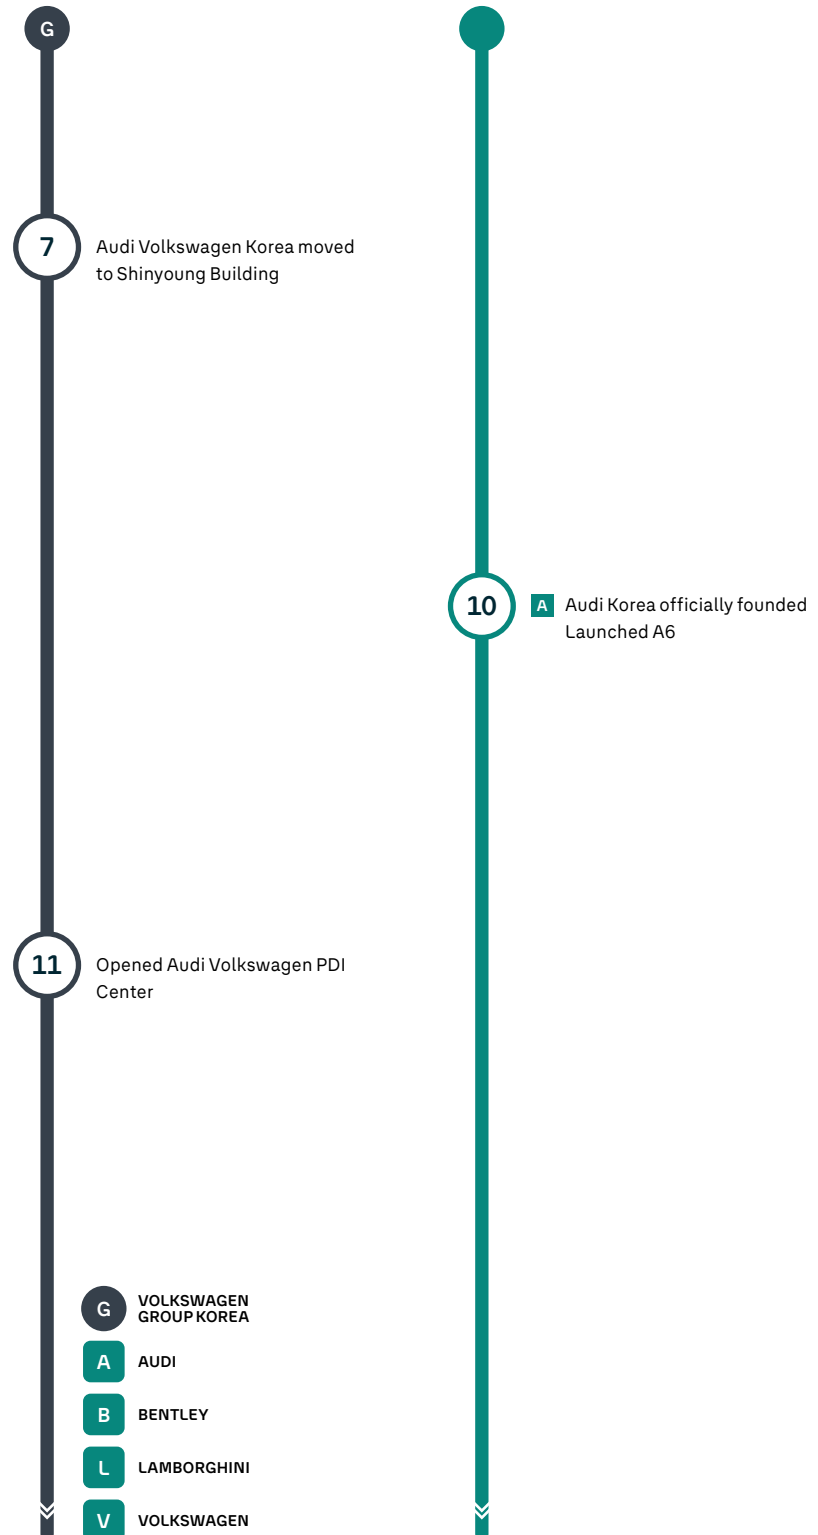 G
7
Audi Volkswagen Korea moved
to Shinyoung Building
10
A
Audi Korea officially founded
Launched A6
11
Opened Audi Volkswagen PDI
Center
G
VOLKSWAGEN
GROUP KOREA
A
AUDI
B
BENTLEY
L
LAMBORGHINI
V
VOLKSWAGEN